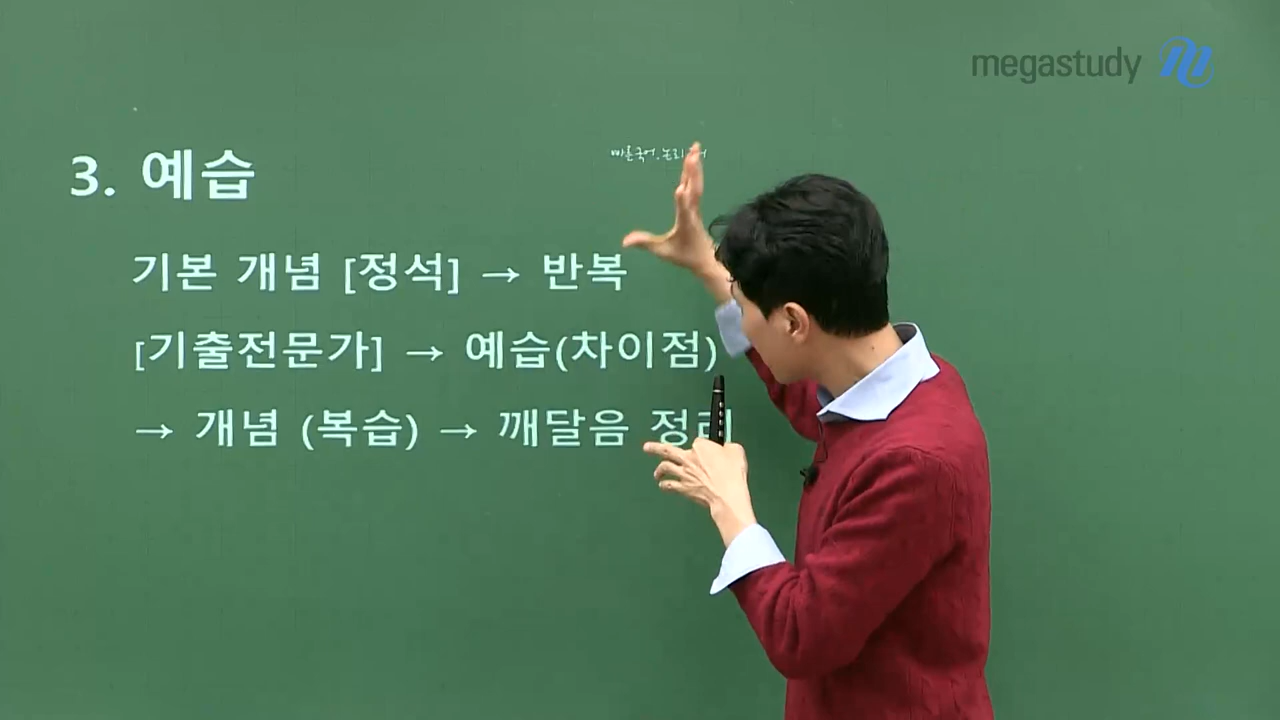 megastudy
3. 예습
기본 개념 [정석] → 반복
[기출전문가] → 예습(차이점)
→ 개념 (복습) → 깨달음 정리